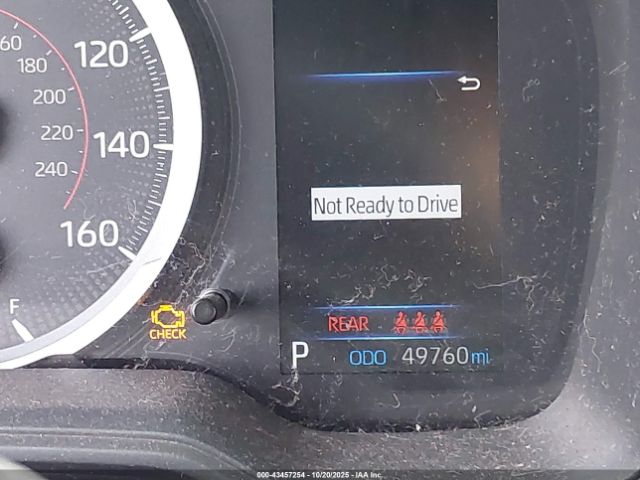 120
140
160
160
180
200
220
240
F
CHECK
Not Ready to Drive
REAR
P ODO 49760 mi
000-43457254 - 10/20/2025 - IAA Inc.